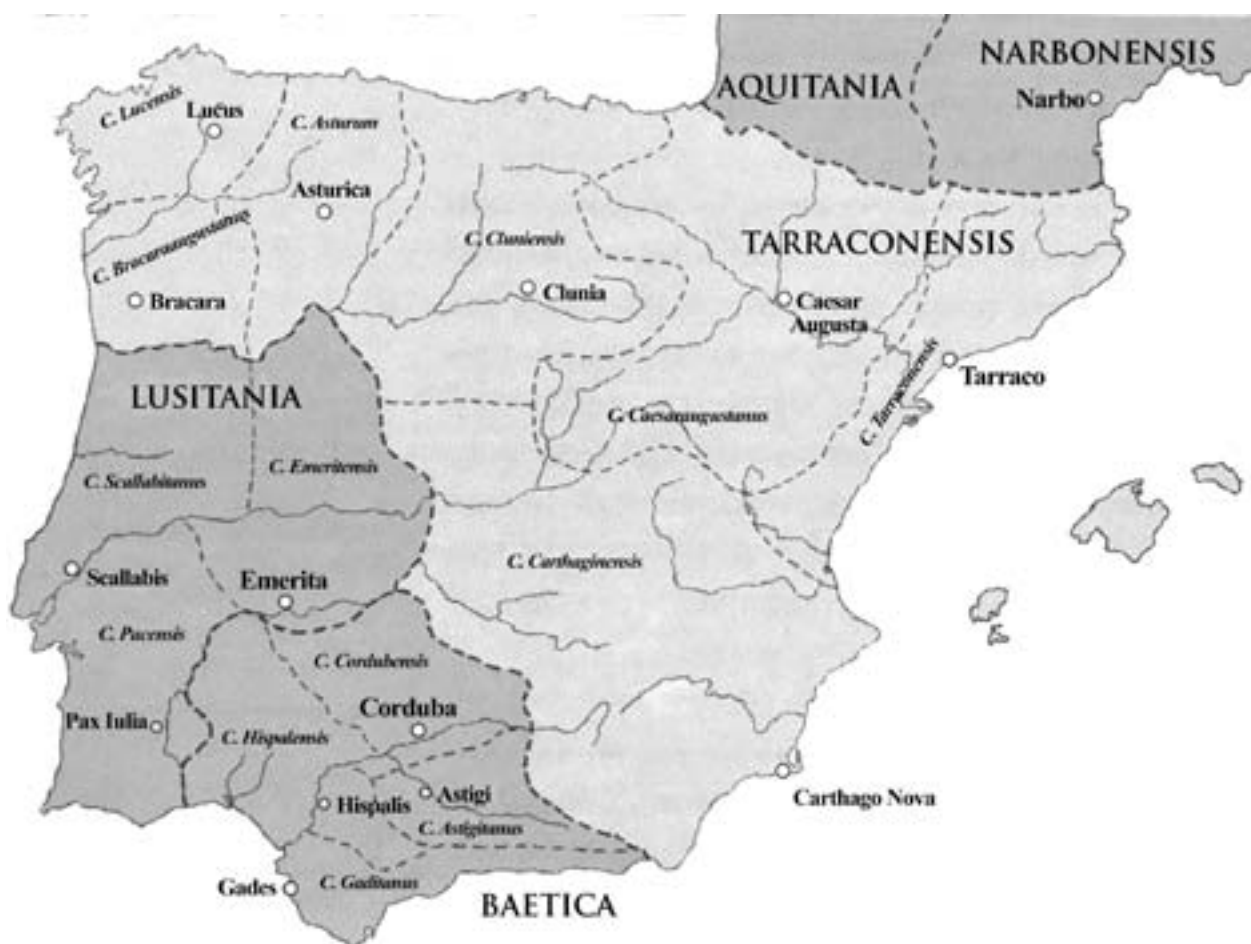 NARBONENSIS
AQUITANIA
Narbo
C. Lucensis
Lucus
C. Asturum
Asturica
C. Bracaraugustanus
Bracara
C. Cluniensis
Clunia
TARRACONENSIS
Caesar
Augusta
Tarraco
C. Tarraconensis
C. Caesaraugustanus
LUSITANIA
C. Scallabitanus
C. Emeritensis
Scallabis
Emerita
C. Carthaginensis
C. Pacensis
C. Cordubensis
Pax Iulia
Corduba
C. Hispalensis
Hispalis
Astigi
C. Astigitanus
Carthago Nova
Gades
C. Gaditanus
BAETICA